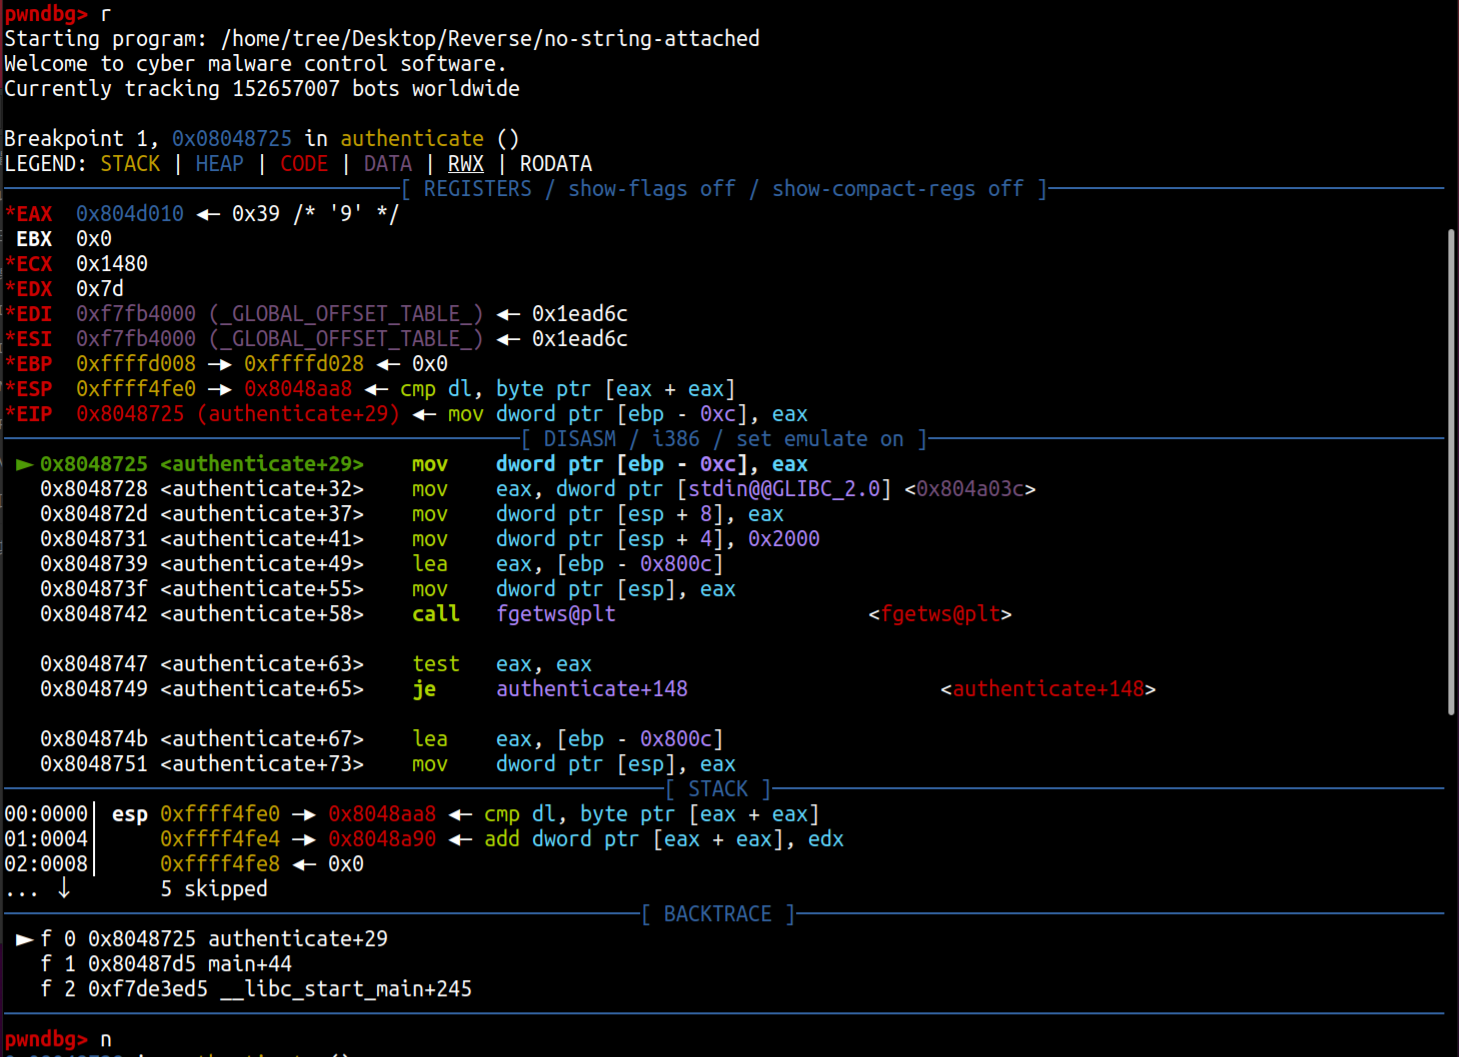 pwndbg> r
Starting program: /home/tree/Desktop/Reverse/no-string-attached
Welcome to cyber malware control software.
Currently tracking 152657007 bots worldwide
Breakpoint 1, 0x08048725 in authenticate ()
LEGEND: STACK | HEAP | CODE | DATA | RWX | RODATA
[ REGISTERS / show-flags off / show-compact-regs off ]
*EAX  0x804d010 ◂— 0x39 /* '9' */
 EBX  0x0
*ECX  0x1480
*EDX  0x7d
*EDI  0xf7fb4000 (_GLOBAL_OFFSET_TABLE_) ◂— 0x1ead6c
*ESI  0xf7fb4000 (_GLOBAL_OFFSET_TABLE_) ◂— 0x1ead6c
*EBP  0xffffd008 —▸ 0xffffd028 ◂— 0x0
*ESP  0xffff4fe0 —▸ 0x8048aa8 ◂— cmp dl, byte ptr [eax + eax]
*EIP  0x8048725 (authenticate+29) ◂— mov dword ptr [ebp - 0xc], eax
[ DISASM / i386 / set emulate on ]
► 0x8048725 <authenticate+29>    mov    dword ptr [ebp - 0xc], eax
0x8048728 <authenticate+32>    mov    eax, dword ptr [stdin@@GLIBC_2.0] <0x804a03c>
0x804872d <authenticate+37>    mov    dword ptr [esp + 8], eax
0x8048731 <authenticate+41>    mov    dword ptr [esp + 4], 0x2000
0x8048739 <authenticate+49>    lea    eax, [ebp - 0x800c]
0x804873f <authenticate+55>    mov    dword ptr [esp], eax
0x8048742 <authenticate+58>    call   fgetws@plt                     <fgetws@plt>
0x8048747 <authenticate+63>    test   eax, eax
0x8048749 <authenticate+65>    je     authenticate+148                     <authenticate+148>
0x804874b <authenticate+67>    lea    eax, [ebp - 0x800c]
0x8048751 <authenticate+73>    mov    dword ptr [esp], eax
[ STACK ]
00:0000│ esp 0xffff4fe0 —▸ 0x8048aa8 ◂— cmp dl, byte ptr [eax + eax]
01:0004│     0xffff4fe4 —▸ 0x8048a90 ◂— add dword ptr [eax + eax], edx
02:0008│     0xffff4fe8 ◂— 0x0
... ↓        5 skipped
[ BACKTRACE ]
► f 0 0x8048725 authenticate+29
f 1 0x80487d5 main+44
f 2 0xf7de3ed5 __libc_start_main+245
pwndbg> n